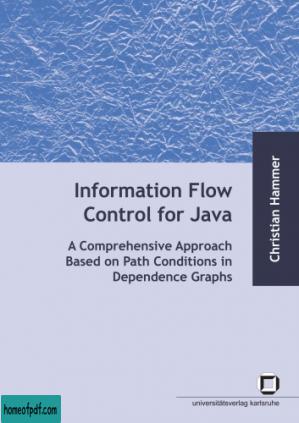 Information Flow
Control for Java
A Comprehensive Approach
Based on Path Conditions in
Dependence Graphs
Christian Hammer
universitätsverlag karlsruhe
homeofpdf.com